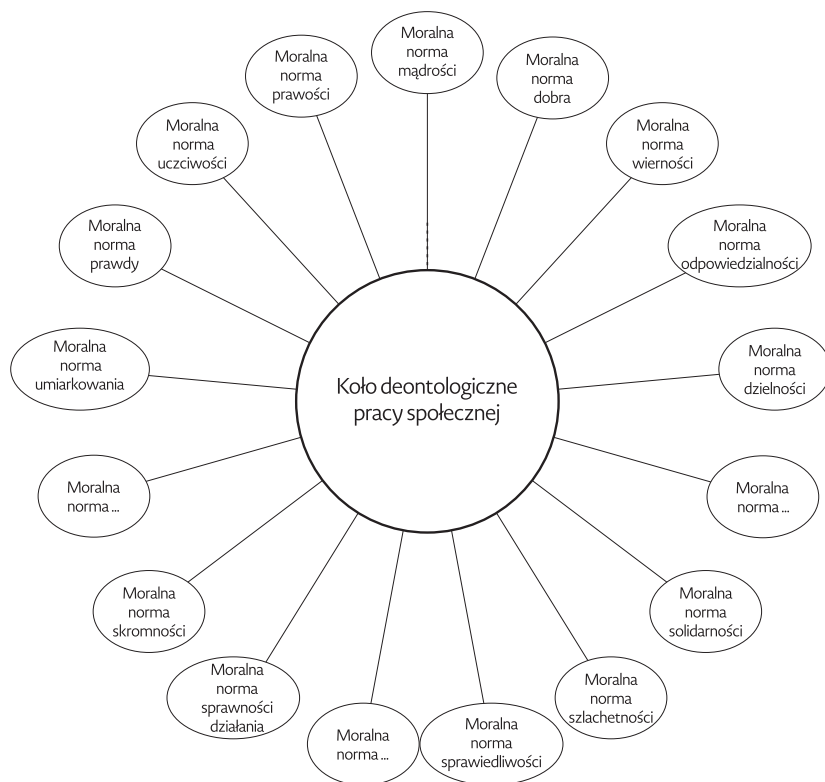 Moralna
norma
mądrości
Moralna
norma
dobra
Moralna
norma
wierności
Moralna
norma
odpowiedzialności
Moralna
norma
dzielności
Moralna
norma ...
Moralna
norma
solidarności
Moralna
norma
szlachetności
Moralna
norma
sprawiedliwości
Moralna
norma ...
Moralna
norma
sprawności
działania
Moralna
norma
skromności
Moralna
norma ...
Moralna
norma
umiarkowania
Moralna
norma
prawdy
Moralna
norma
uczciwości
Moralna
norma
prawości
Koło deontologiczne
pracy społecznej